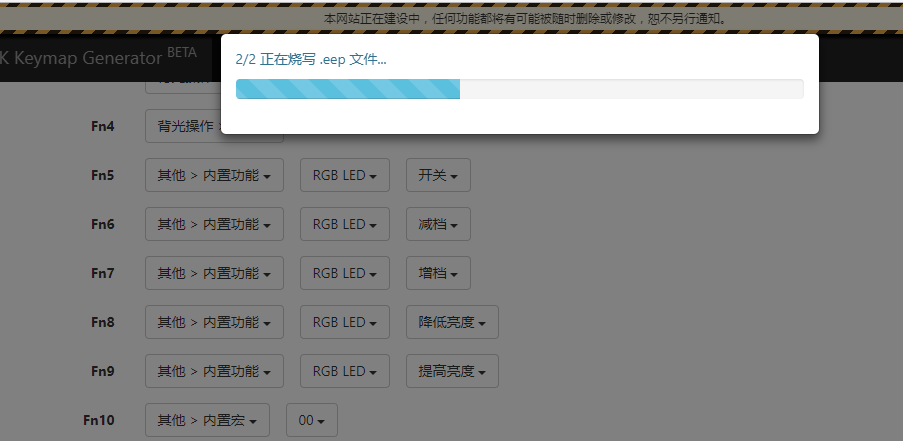 本网站正在建设中，任何功能都将有可能被随时删除或修改，恕不另行通知。
K Keymap Generator BETA
2/2 正在烧写 .eep 文件...
Fn4 背光操作
Fn5 其他 > 内置功能 RGB LED 开关
Fn6 其他 > 内置功能 RGB LED 减档
Fn7 其他 > 内置功能 RGB LED 增档
Fn8 其他 > 内置功能 RGB LED 降低亮度
Fn9 其他 > 内置功能 RGB LED 提高亮度
Fn10 其他 > 内置宏 00